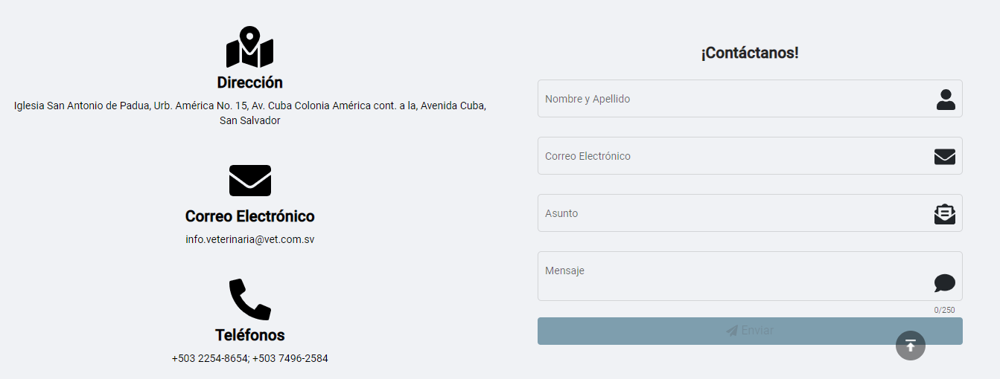 Dirección
Iglesia San Antonio de Padua, Urb. América No. 15, Av. Cuba Colonia América cont. a la, Avenida Cuba,
San Salvador
Correo Electrónico
info.veterinaria@vet.com.sv
Teléfonos
+503 2254-8654; +503 7496-2584
¡Contáctanos!
Nombre y Apellido
Correo Electrónico
Asunto
Mensaje
0/250
Enviar